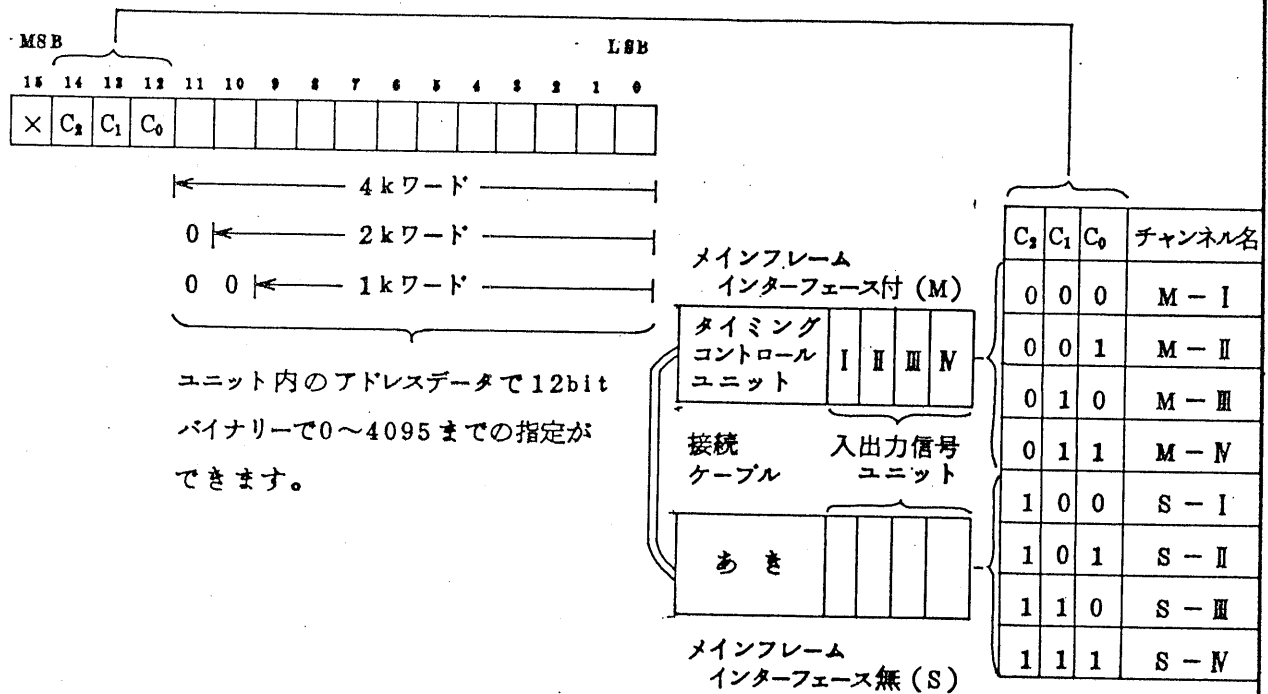 MSB LSB
15 14 13 12 11 10 9 8 7 6 5 4 3 2 1 0
× C₂ C₁ C₀
4kワード
0 2kワード
0 0 1kワード
ユニット内のアドレスデータで12bit
バイナリーで0～4095までの指定が
できます。
メインフレーム
インターフェース付(M)
タイミング
コントロール
ユニット
I Ⅱ Ⅲ Ⅳ
接続
ケーブル
入出力信号
ユニット
あき
メインフレーム
インターフェース無(S)
C₂ C₁ C₀ チャンネル名
0 0 0 M－I
0 0 1 M－Ⅱ
0 1 0 M－Ⅲ
0 1 1 M－Ⅳ
1 0 0 S－I
1 0 1 S－Ⅱ
1 1 0 S－Ⅲ
1 1 1 S－Ⅳ